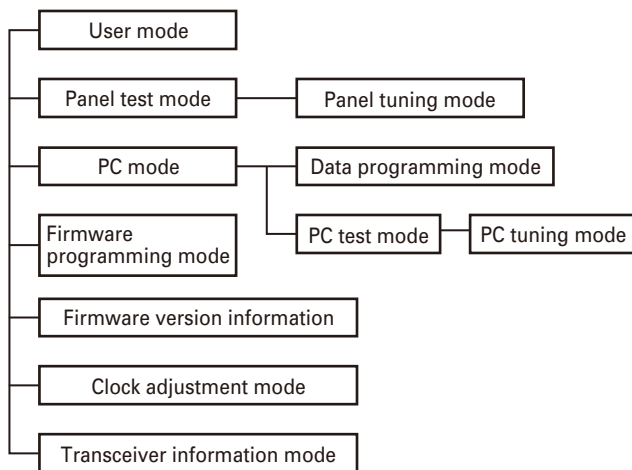 User mode
Panel test mode
Panel tuning mode
PC mode
Data programming mode
PC test mode
PC tuning mode
Firmware
programming mode
Firmware version information
Clock adjustment mode
Transceiver information mode